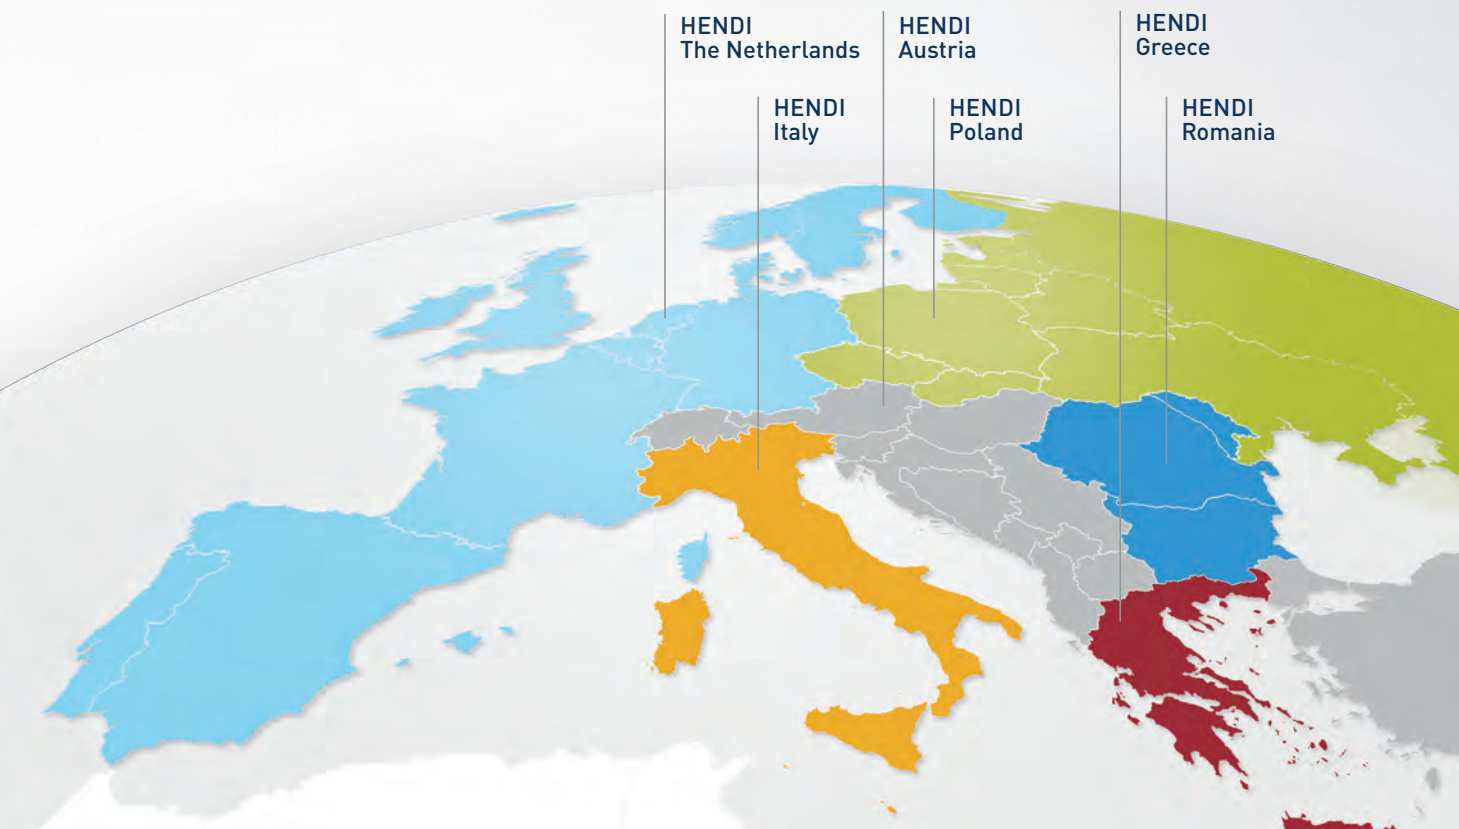 HENDI
The Netherlands
HENDI
Austria
HENDI
Greece
HENDI
Italy
HENDI
Poland
HENDI
Romania